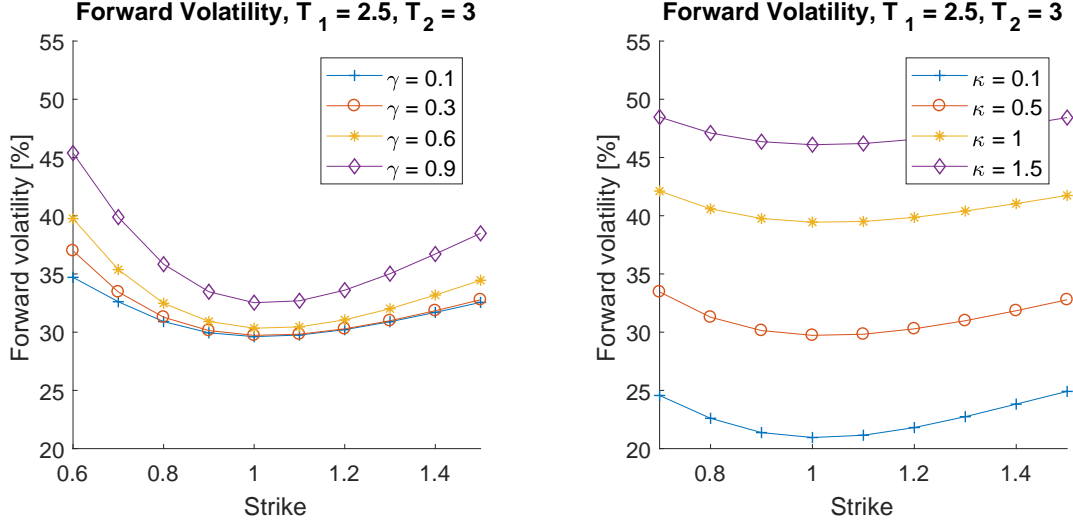 Forward Volatility, T 1 = 2.5, T 2 = 3
55
50
45
40
35
30
25
20
0.6
0.8
1
1.2
1.4
Strike
Forward volatility [%]
γ = 0.1
γ = 0.3
γ = 0.6
γ = 0.9
Forward Volatility, T 1 = 2.5, T 2 = 3
55
50
45
40
35
30
25
20
0.8
1
1.2
1.4
Strike
Forward volatility [%]
κ = 0.1
κ = 0.5
κ = 1
κ = 1.5